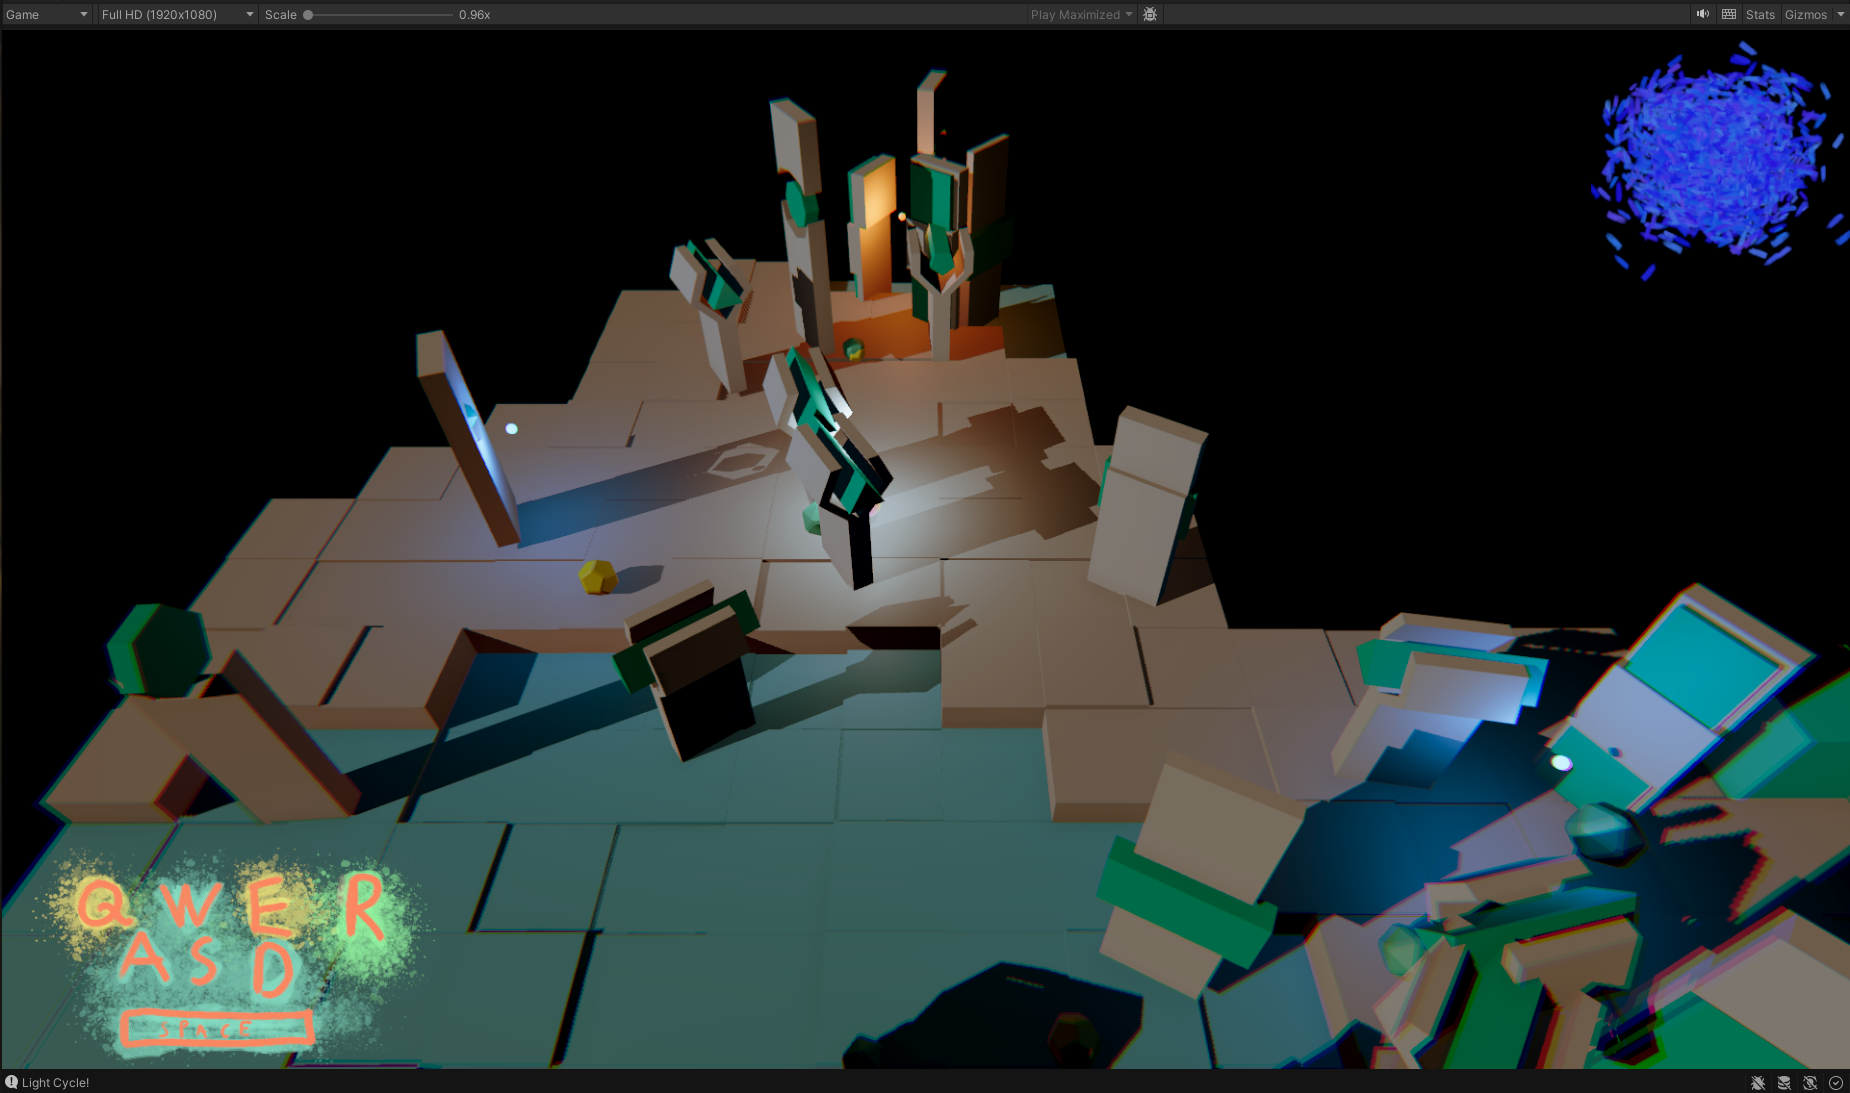 Game Full HD (1920x1080) Scale 0.96x Play Maximized Stats Gizmos
Q W E R
A S D
SPACE
Light Cycle!